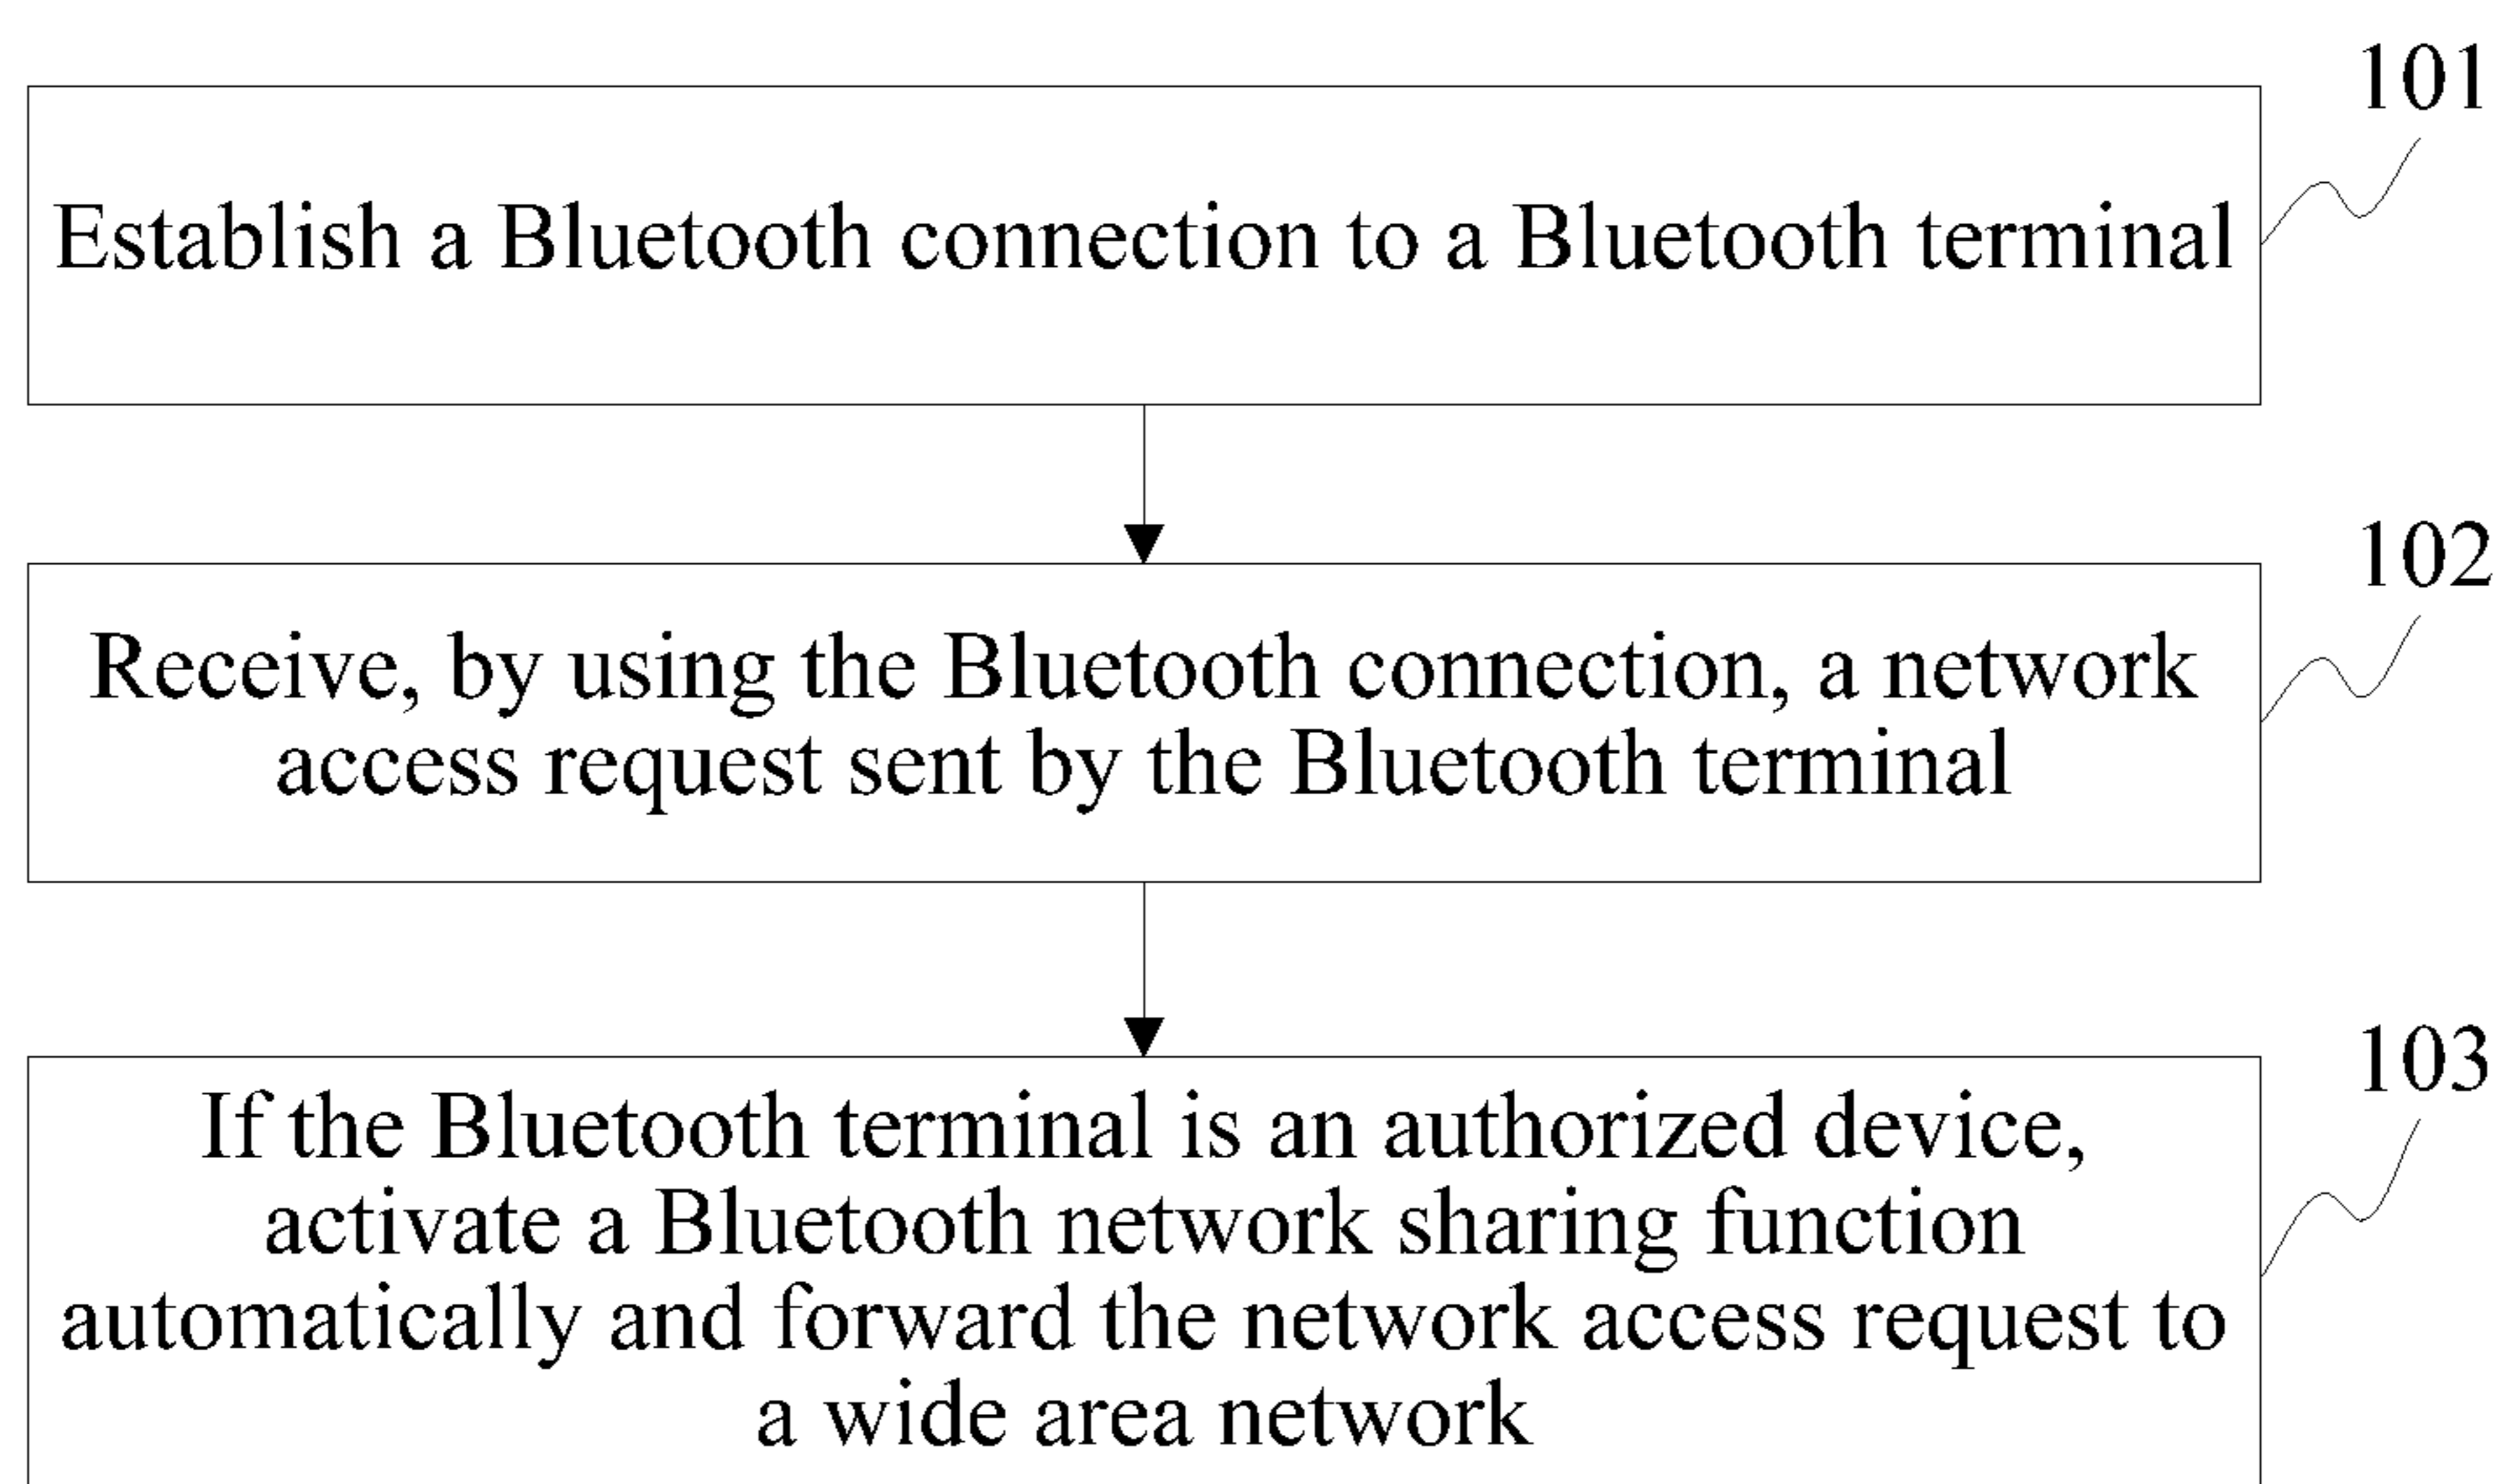 101
Establish a Bluetooth connection to a Bluetooth terminal
102
Receive, by using the Bluetooth connection, a network
access request sent by the Bluetooth terminal
103
If the Bluetooth terminal is an authorized device,
activate a Bluetooth network sharing function
automatically and forward the network access request to
a wide area network